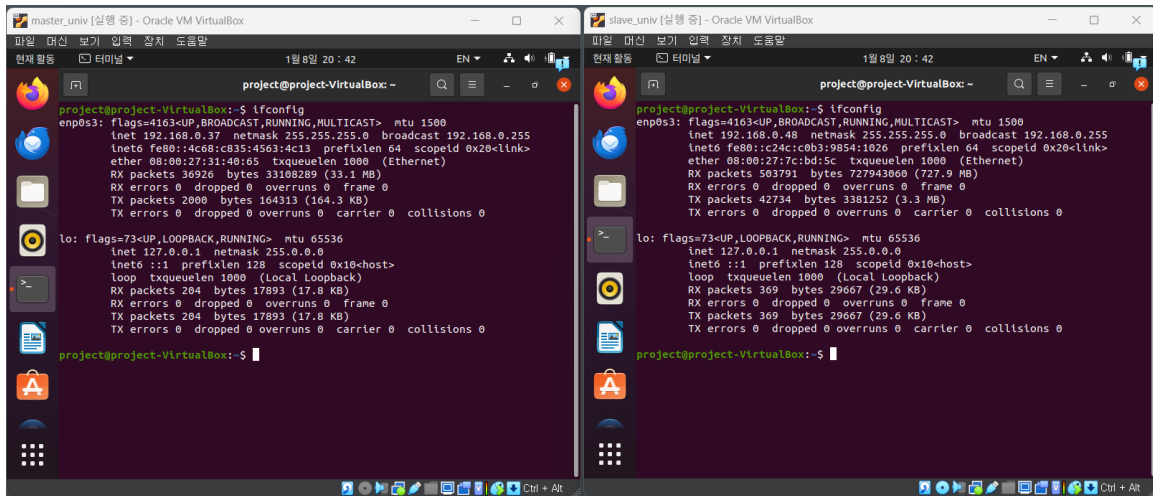 master_univ [실행 중] - Oracle VM VirtualBox
파일 머신 보기 입력 장치 도움말
현재 활동 터미널 1월 8일 20 : 42 EN
project@project-VirtualBox: ~
project@project-VirtualBox:~$ ifconfig
enp0s3: flags=4163<UP,BROADCAST,RUNNING,MULTICAST> mtu 1500
inet 192.168.0.37 netmask 255.255.255.0 broadcast 192.168.0.255
inet6 fe80::4c68:c835:4563:4c13 prefixlen 64 scopeid 0x20<link>
ether 08:00:27:31:40:65 txqueuelen 1000 (Ethernet)
RX packets 36926 bytes 33108289 (33.1 MB)
RX errors 0 dropped 0 overruns 0 frame 0
TX packets 2000 bytes 164313 (164.3 KB)
TX errors 0 dropped 0 overruns 0 carrier 0 collisions 0
lo: flags=73<UP,LOOPBACK,RUNNING> mtu 65536
inet 127.0.0.1 netmask 255.0.0.0
inet6 ::1 prefixlen 128 scopeid 0x10<host>
loop txqueuelen 1000 (Local Loopback)
RX packets 204 bytes 17893 (17.8 KB)
RX errors 0 dropped 0 overruns 0 frame 0
TX packets 204 bytes 17893 (17.8 KB)
TX errors 0 dropped 0 overruns 0 carrier 0 collisions 0
project@project-VirtualBox:~$
Ctrl + Alt
slave_univ [실행 중] - Oracle VM VirtualBox
파일 머신 보기 입력 장치 도움말
현재 활동 터미널 1월 8일 20 : 42 EN
project@project-VirtualBox: ~
project@project-VirtualBox:~$ ifconfig
enp0s3: flags=4163<UP,BROADCAST,RUNNING,MULTICAST> mtu 1500
inet 192.168.0.48 netmask 255.255.255.0 broadcast 192.168.0.255
inet6 fe80::c24c:c0b3:9854:1026 prefixlen 64 scopeid 0x20<link>
ether 08:00:27:7c:bd:5c txqueuelen 1000 (Ethernet)
RX packets 503791 bytes 727943060 (727.9 MB)
RX errors 0 dropped 0 overruns 0 frame 0
TX packets 42734 bytes 3381252 (3.3 MB)
TX errors 0 dropped 0 overruns 0 carrier 0 collisions 0
lo: flags=73<UP,LOOPBACK,RUNNING> mtu 65536
inet 127.0.0.1 netmask 255.0.0.0
inet6 ::1 prefixlen 128 scopeid 0x10<host>
loop txqueuelen 1000 (Local Loopback)
RX packets 369 bytes 29667 (29.6 KB)
RX errors 0 dropped 0 overruns 0 frame 0
TX packets 369 bytes 29667 (29.6 KB)
TX errors 0 dropped 0 overruns 0 carrier 0 collisions 0
project@project-VirtualBox:~$
Ctrl + Alt